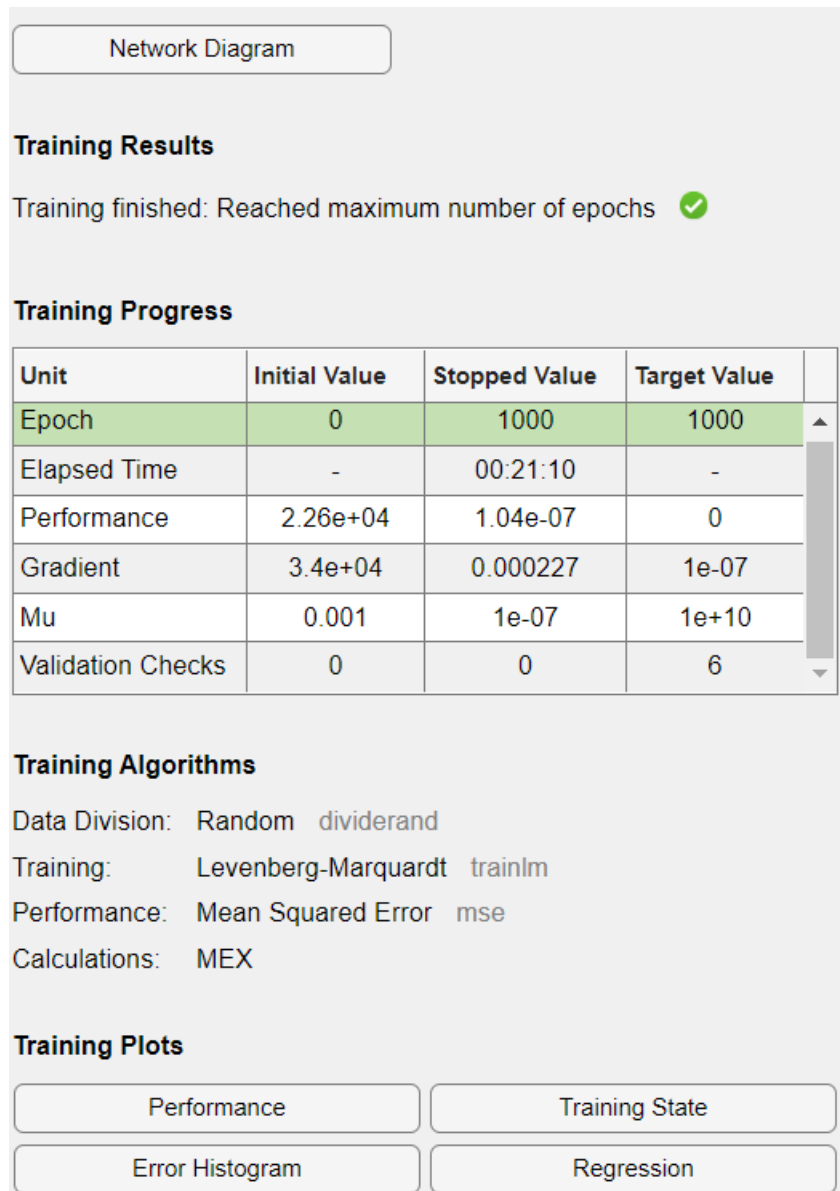 Network Diagram
Training Results
Training finished: Reached maximum number of epochs
Training Progress
Unit Initial Value Stopped Value Target Value
Epoch 0 1000 1000
Elapsed Time - 00:21:10 -
Performance 2.26e+04 1.04e-07 0
Gradient 3.4e+04 0.000227 1e-07
Mu 0.001 1e-07 1e+10
Validation Checks 0 0 6
Training Algorithms
Data Division: Random dividerand
Training: Levenberg-Marquardt trainlm
Performance: Mean Squared Error mse
Calculations: MEX
Training Plots
Performance Training State
Error Histogram Regression